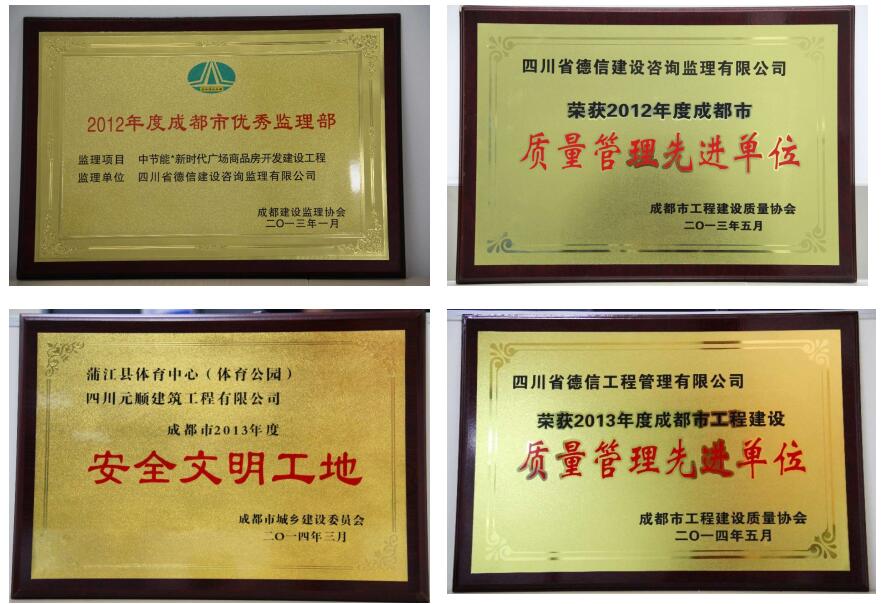 2012年度成都市优秀监理部
监理项目 中节能*新时代广场商品房开发建设工程
监理单位 四川省德信建设咨询监理有限公司
成都建设监理协会
二〇一三年一月
四川省德信建设咨询监理有限公司
荣获2012年度成都市
质量管理先进单位
成都市工程建设质量协会
二〇一三年五月
蒲江县体育中心（体育公园）
四川元顺建筑工程有限公司
成都市2013年度
安全文明工地
成都市城乡建设委员会
二〇一四年三月
四川省德信工程管理有限公司
荣获2013年度成都市工程建设
质量管理先进单位
成都市工程建设质量协会
二〇一四年五月